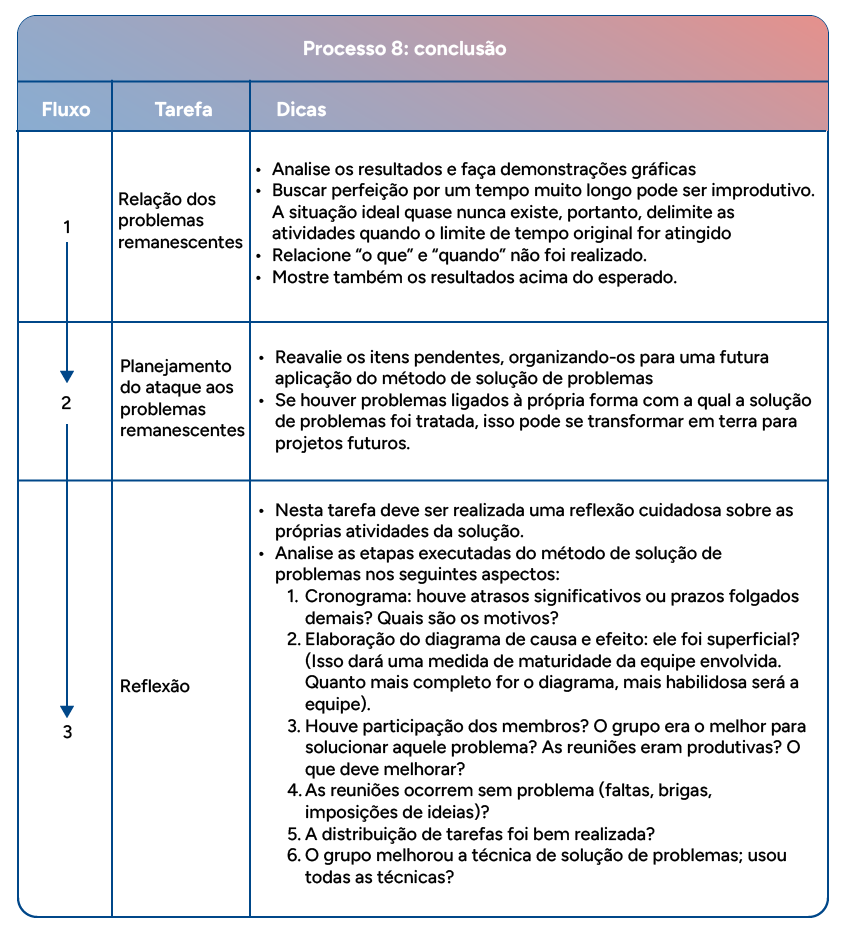 Processo 8: conclusão
Fluxo
Tarefa
Dicas
1
Relação dos
problemas
remanescentes
• Analise os resultados e faça demonstrações gráficas
• Buscar perfeição por um tempo muito longo pode ser improdutivo.
A situação ideal quase nunca existe, portanto, delimite as
atividades quando o limite de tempo original for atingido
• Relacione “o que” e “quando” não foi realizado.
• Mostre também os resultados acima do esperado.
2
Planejamento
do ataque aos
problemas
remanescentes
• Reavalie os itens pendentes, organizando-os para uma futura
aplicação do método de solução de problemas
• Se houver problemas ligados à própria forma com a qual a solução
de problemas foi tratada, isso pode se transformar em terra para
projetos futuros.
3
Reflexão
• Nesta tarefa deve ser realizada uma reflexão cuidadosa sobre as
próprias atividades da solução.
• Analise as etapas executadas do método de solução de
problemas nos seguintes aspectos:
1. Cronograma: houve atrasos significativos ou prazos folgados
demais? Quais são os motivos?
2. Elaboração do diagrama de causa e efeito: ele foi superficial?
(Isso dará uma medida de maturidade da equipe envolvida.
Quanto mais completo for o diagrama, mais habilidosa será a
equipe).
3. Houve participação dos membros? O grupo era o melhor para
solucionar aquele problema? As reuniões eram produtivas? O
que deve melhorar?
4. As reuniões ocorrem sem problema (faltas, brigas,
imposições de ideias)?
5. A distribuição de tarefas foi bem realizada?
6. O grupo melhorou a técnica de solução de problemas; usou
todas as técnicas?